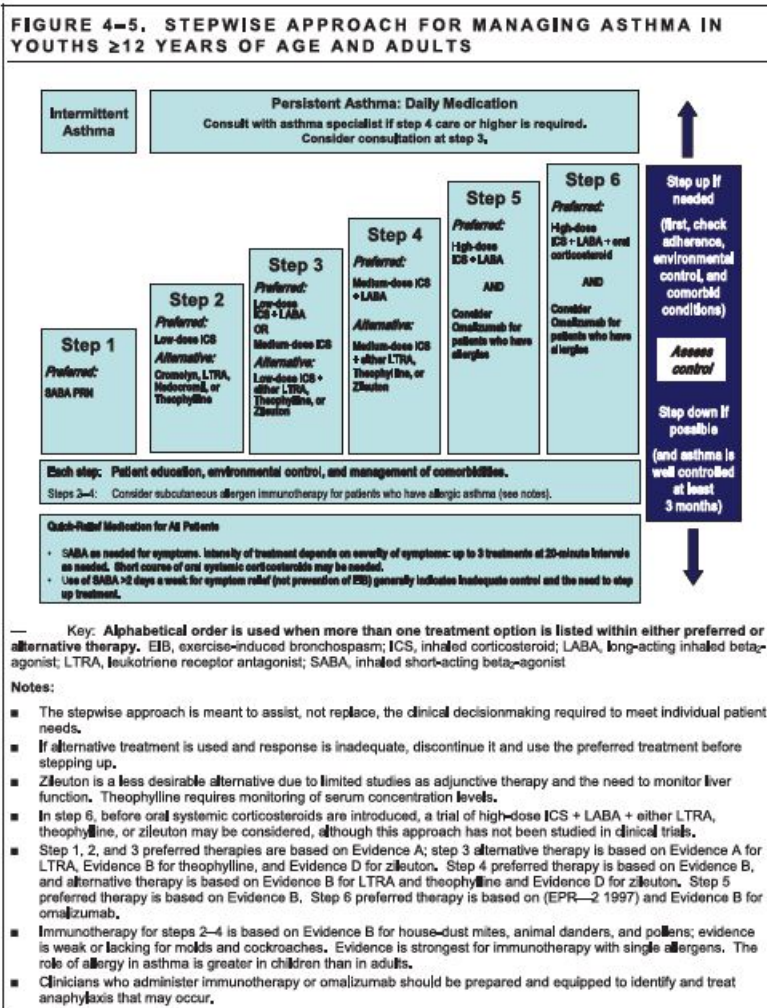 FIGURE 4–5. STEPWISE APPROACH FOR MANAGING ASTHMA IN
YOUTHS ≥12 YEARS OF AGE AND ADULTS
Intermittent
Asthma
Persistent Asthma: Daily Medication
Consult with asthma specialist if step 4 care or higher is required.
Consider consultation at step 3.
Step 1
Preferred:
SABA PRN
Step 2
Preferred:
Low-dose ICS
Alternative:
Cromolyn, LTRA,
Nedocromil, or
Theophylline
Step 3
Preferred:
Low-dose
ICS + LABA
OR
Medium-dose ICS
Alternative:
Low-dose ICS +
either LTRA,
Theophylline, or
Zileuton
Step 4
Preferred:
Medium-dose ICS
+ LABA
Alternative:
Medium-dose ICS
+ either LTRA,
Theophylline, or
Zileuton
Step 5
Preferred:
High-dose
ICS + LABA
AND
Consider
Omalizumab for
patients who have
allergies
Step 6
Preferred:
High-dose
ICS + LABA + oral
corticosteroid
AND
Consider
Omalizumab for
patients who have
allergies
Step up if
needed
(first, check
adherence,
environmental
control, and
comorbid
conditions)
Assess
control
Step down if
possible
(and asthma is
well controlled
at least
3 months)
Each step: Patient education, environmental control, and management of comorbidities.
Steps 2–4: Consider subcutaneous allergen immunotherapy for patients who have allergic asthma (see notes).
Quick-Relief Medication for All Patients
• SABA as needed for symptoms. Intensity of treatment depends on severity of symptoms: up to 3 treatments at 20-minute intervals
as needed. Short course of oral systemic corticosteroids may be needed.
• Use of SABA >2 days a week for symptom relief (not prevention of EIB) generally indicates inadequate control and the need to step
up treatment.
— Key: Alphabetical order is used when more than one treatment option is listed within either preferred or
alternative therapy. EIB, exercise-induced bronchospasm; ICS, inhaled corticosteroid; LABA, long-acting inhaled beta2-
agonist; LTRA, leukotriene receptor antagonist; SABA, inhaled short-acting beta2-agonist
Notes:
■ The stepwise approach is meant to assist, not replace, the clinical decisionmaking required to meet individual patient
needs.
■ If alternative treatment is used and response is inadequate, discontinue it and use the preferred treatment before
stepping up.
■ Zileuton is a less desirable alternative due to limited studies as adjunctive therapy and the need to monitor liver
function. Theophylline requires monitoring of serum concentration levels.
■ In step 6, before oral systemic corticosteroids are introduced, a trial of high-dose ICS + LABA + either LTRA,
theophylline, or zileuton may be considered, although this approach has not been studied in clinical trials.
■ Step 1, 2, and 3 preferred therapies are based on Evidence A; step 3 alternative therapy is based on Evidence A for
LTRA, Evidence B for theophylline, and Evidence D for zileuton. Step 4 preferred therapy is based on Evidence B,
and alternative therapy is based on Evidence B for LTRA and theophylline and Evidence D for zileuton. Step 5
preferred therapy is based on Evidence B. Step 6 preferred therapy is based on (EPR—2 1997) and Evidence B for
omalizumab.
■ Immunotherapy for steps 2–4 is based on Evidence B for house-dust mites, animal danders, and pollens; evidence
is weak or lacking for molds and cockroaches. Evidence is strongest for immunotherapy with single allergens. The
role of allergy in asthma is greater in children than in adults.
■ Clinicians who administer immunotherapy or omalizumab should be prepared and equipped to identify and treat
anaphylaxis that may occur.